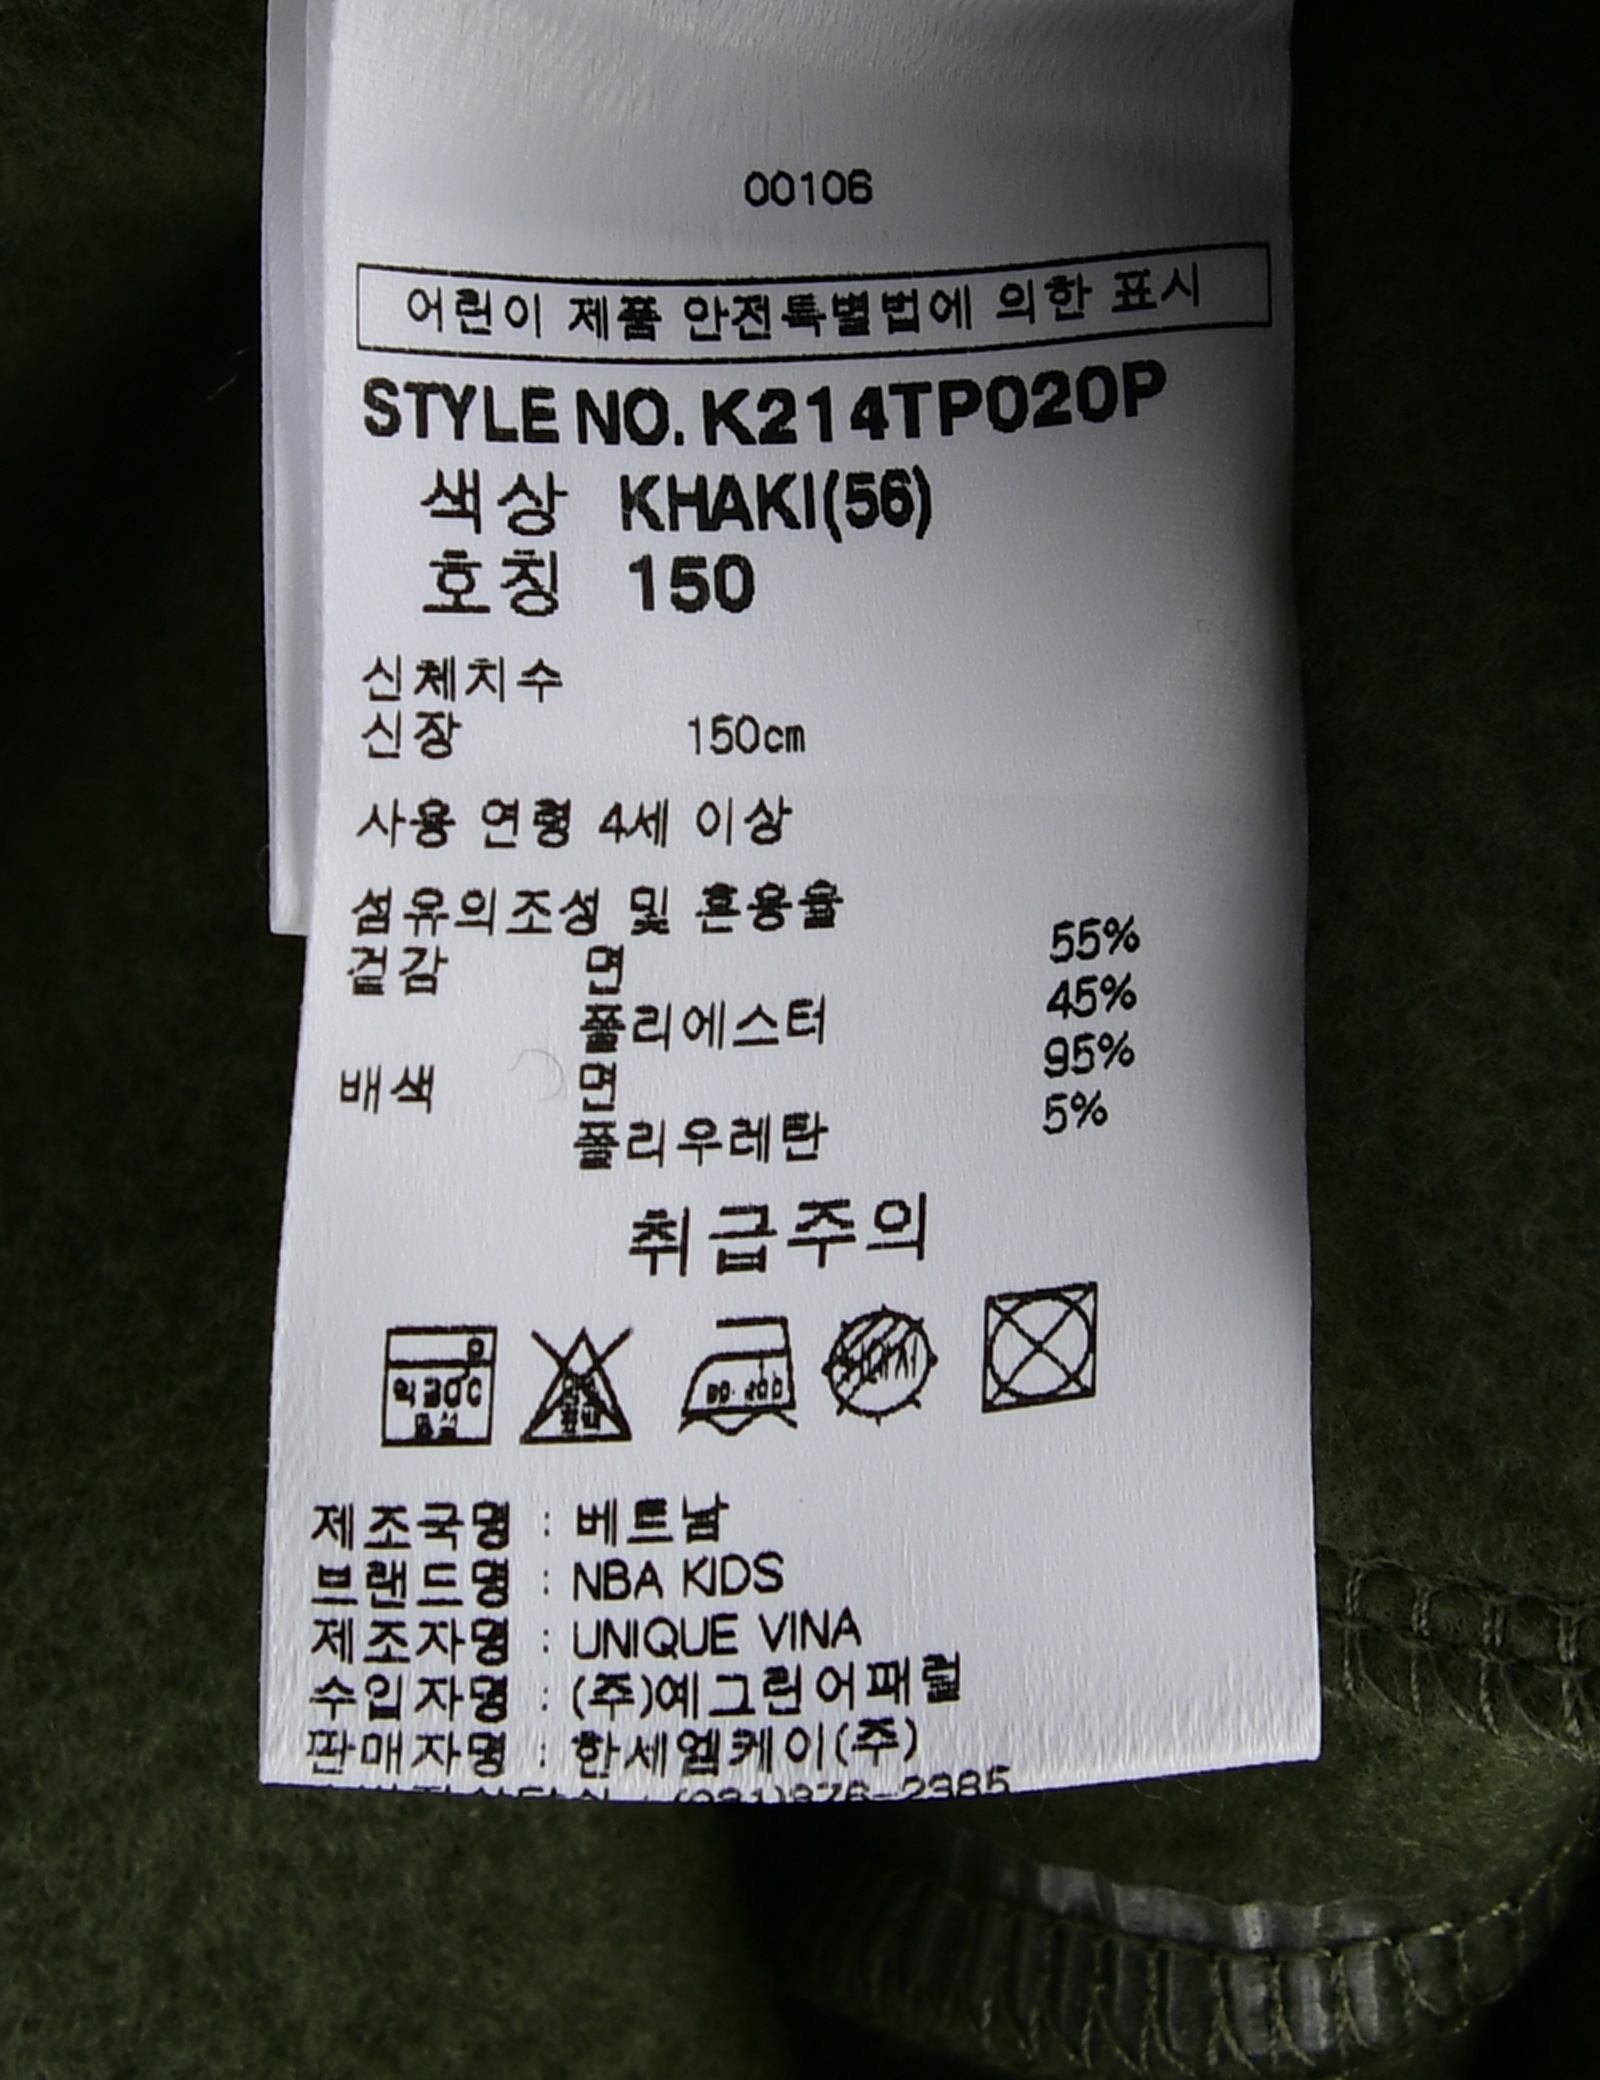 00106
어린이 제품 안전특별법에 의한 표시
STYLE NO. K214TP020P
색상 KHAKI(56)
호칭 150
신체치수
신장 150cm
사용 연령 4세 이상
섬유의조성 및 혼용율
겉감 면 55%
폴리에스터 45%
배색 면 95%
폴리우레탄 5%
취급주의
제조국명 : 베트남
브랜드명 : NBA KIDS
제조자명 : UNIQUE VINA
수입자명 : (주)예그린어패럴
판매자명 : 한세엠케이(주)